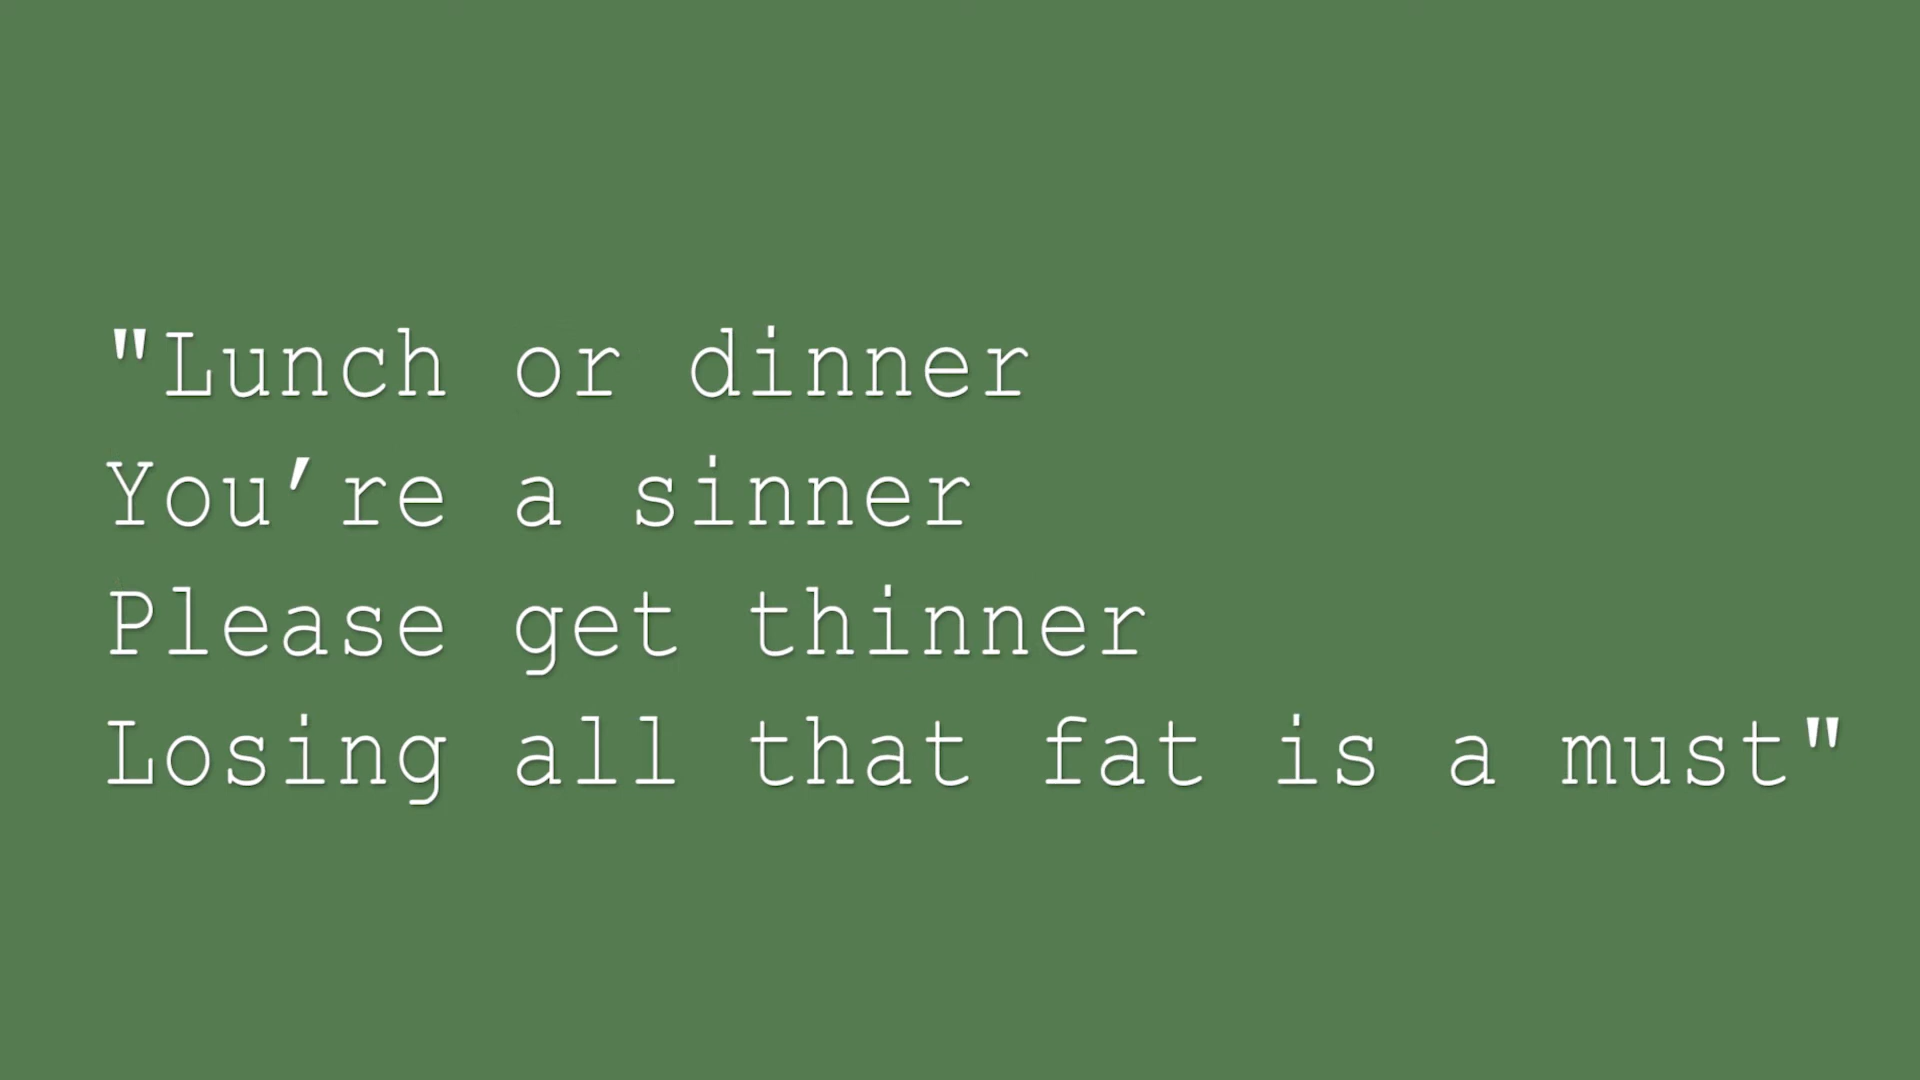 "Lunch or dinner
You’re a sinner
Please get thinner
Losing all that fat is a must"